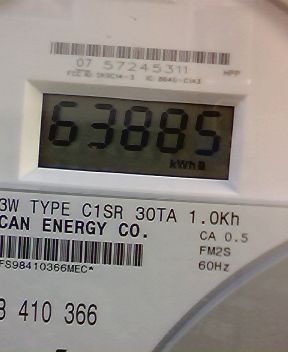 07 57245311
63885
kWh
3W TYPE C1SR 30TA 1.0Kh
CAN ENERGY CO.
CA 0.5
FM2S
60Hz
FS98410366MEC*
410 366